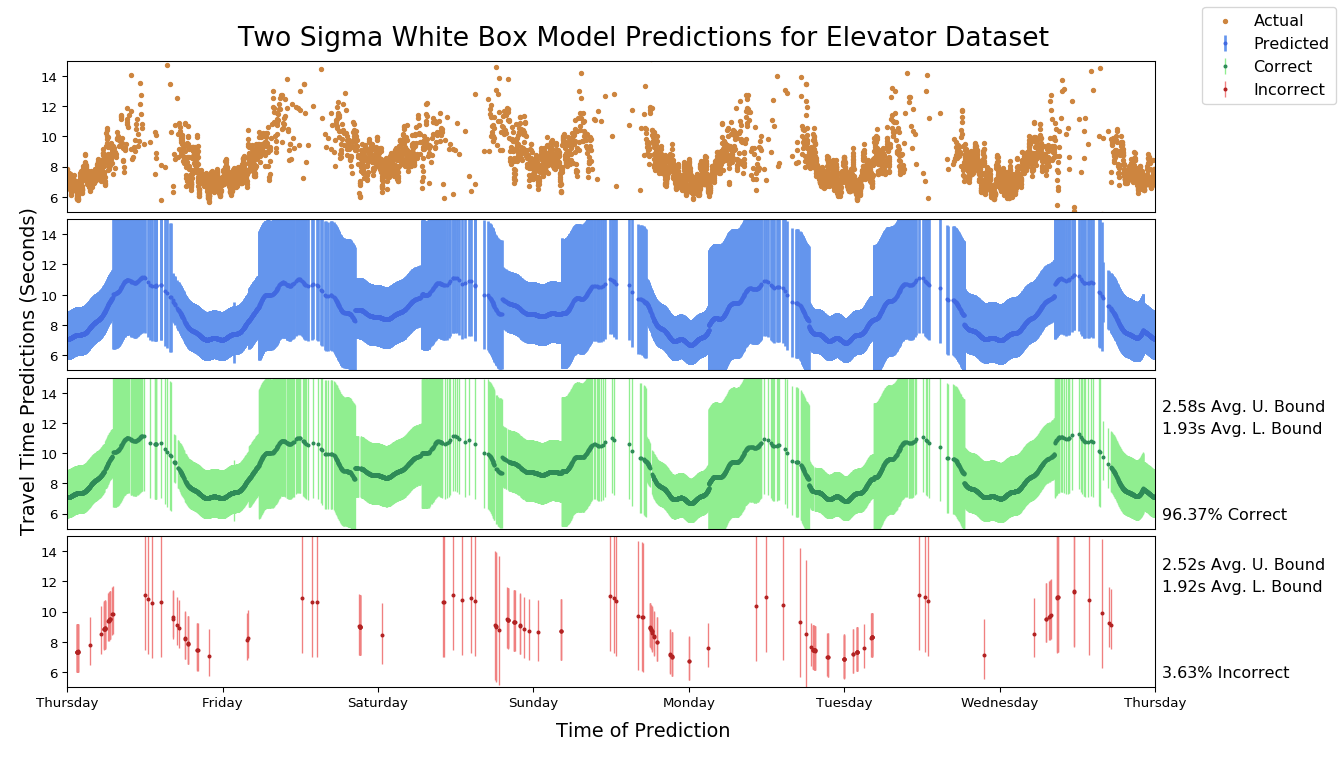 Two Sigma White Box Model Predictions for Elevator Dataset
Actual
Predicted
Correct
Incorrect
Travel Time Predictions (Seconds)
14
12
10
8
6
14
12
10
8
6
14
12
10
8
6
2.58s Avg. U. Bound
1.93s Avg. L. Bound
96.37% Correct
14
12
10
8
6
2.52s Avg. U. Bound
1.92s Avg. L. Bound
3.63% Incorrect
Thursday Friday Saturday Sunday Monday Tuesday Wednesday Thursday
Time of Prediction